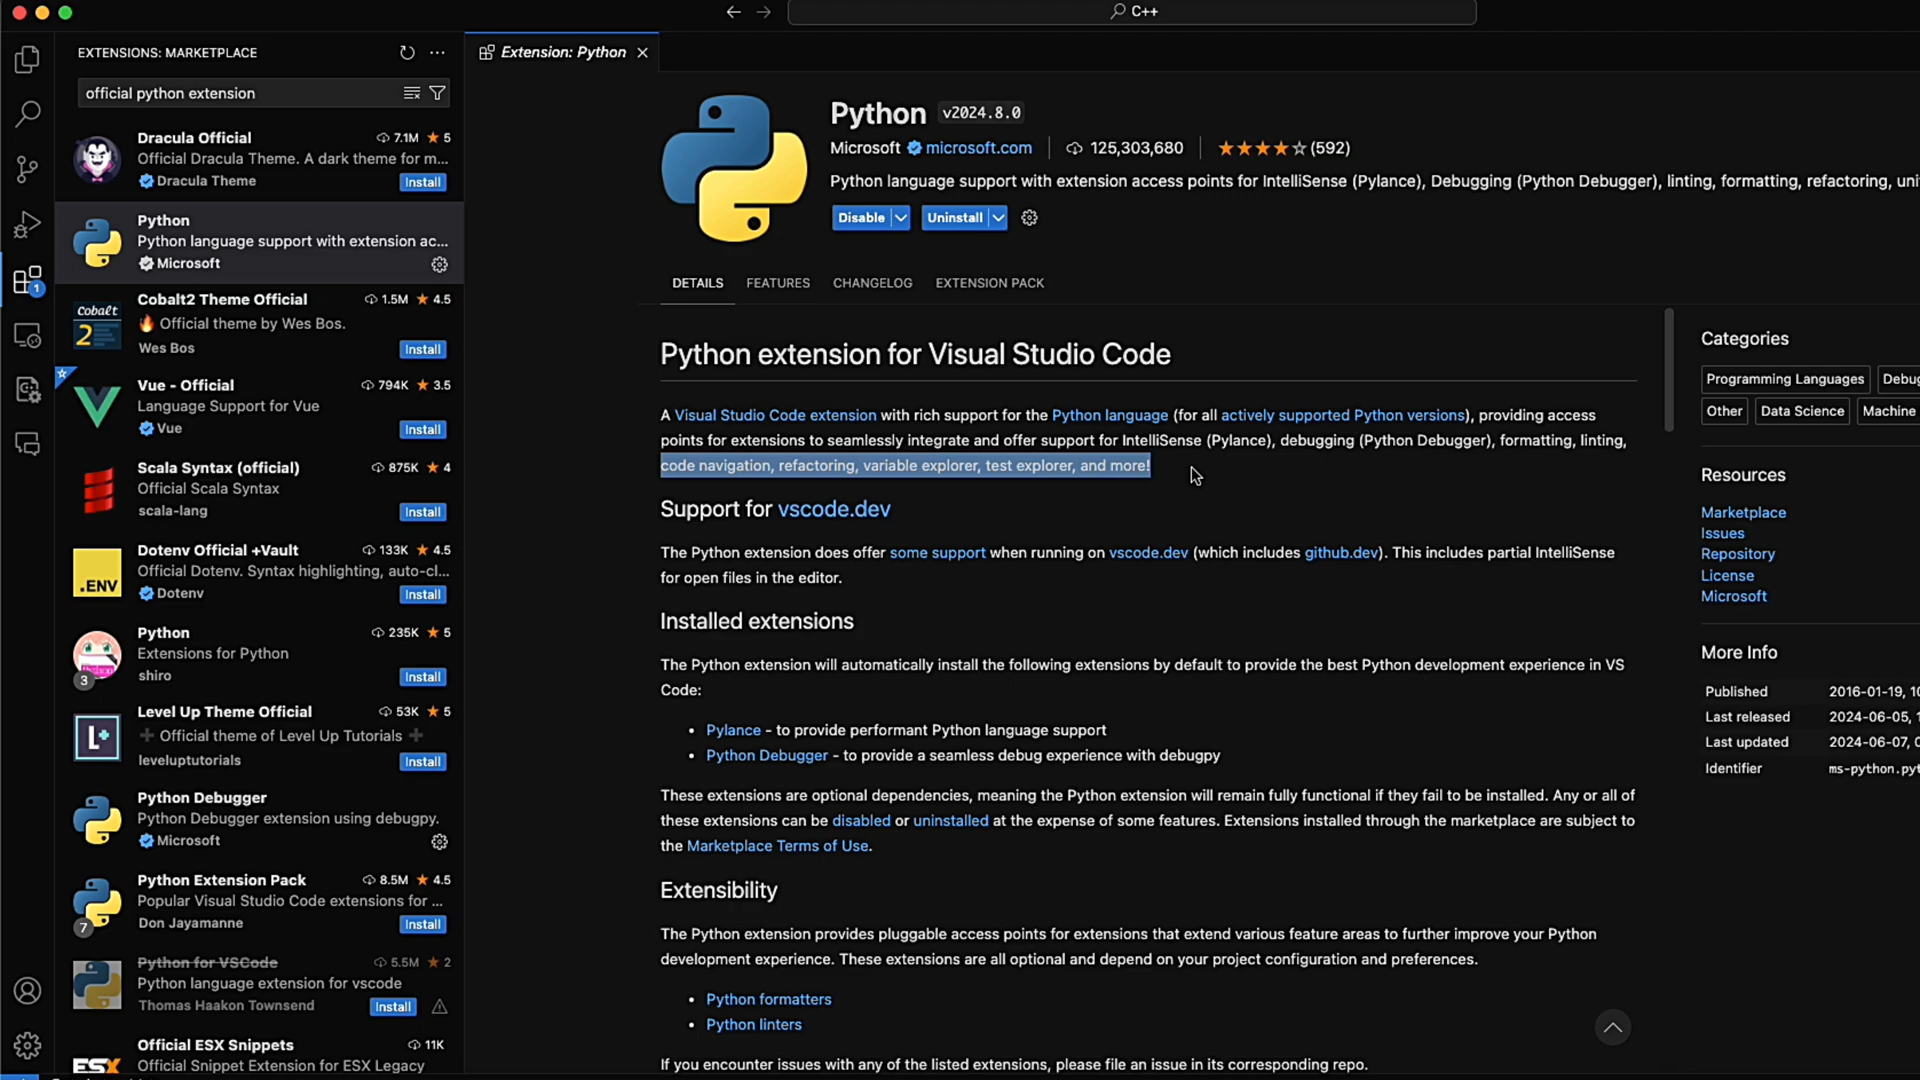 C++
EXTENSIONS: MARKETPLACE
official python extension
Dracula Official 7.1M 5
Official Dracula Theme. A dark theme for m...
Dracula Theme Install
Python
Python language support with extension ac...
Microsoft
Cobalt2 Theme Official 1.5M 4.5
Cobalt 2
🔥 Official theme by Wes Bos.
Wes Bos Install
Vue - Official 794K 3.5
Language Support for Vue
Vue Install
Scala Syntax (official) 875K 4
Official Scala Syntax
scala-lang Install
Dotenv Official +Vault 133K 4.5
.ENV
Official Dotenv. Syntax highlighting, auto-cl...
Dotenv Install
Python 235K 5
Extensions for Python
3
shiro Install
Level Up Theme Official 53K 5
L+
➕ Official theme of Level Up Tutorials ➕
leveluptutorials Install
Python Debugger
Python Debugger extension using debugpy.
Microsoft
Python Extension Pack 8.5M 4.5
Popular Visual Studio Code extensions for ...
7
Don Jayamanne Install
Python for VSCode 5.5M 2
Python language extension for vscode
Thomas Haakon Townsend Install
Official ESX Snippets 11K
ESX
Official Snippet Extension for ESX Legacy
1
Extension: Python
Python v2024.8.0
Microsoft microsoft.com 125,303,680 (592)
Python language support with extension access points for IntelliSense (Pylance), Debugging (Python Debugger), linting, formatting, refactoring, uni
Disable Uninstall
DETAILS FEATURES CHANGELOG EXTENSION PACK
Python extension for Visual Studio Code
A Visual Studio Code extension with rich support for the Python language (for all actively supported Python versions), providing access
points for extensions to seamlessly integrate and offer support for IntelliSense (Pylance), debugging (Python Debugger), formatting, linting,
code navigation, refactoring, variable explorer, test explorer, and more!
Support for vscode.dev
The Python extension does offer some support when running on vscode.dev (which includes github.dev). This includes partial IntelliSense
for open files in the editor.
Installed extensions
The Python extension will automatically install the following extensions by default to provide the best Python development experience in VS
Code:
• Pylance - to provide performant Python language support
• Python Debugger - to provide a seamless debug experience with debugpy
These extensions are optional dependencies, meaning the Python extension will remain fully functional if they fail to be installed. Any or all of
these extensions can be disabled or uninstalled at the expense of some features. Extensions installed through the marketplace are subject to
the Marketplace Terms of Use.
Extensibility
The Python extension provides pluggable access points for extensions that extend various feature areas to further improve your Python
development experience. These extensions are all optional and depend on your project configuration and preferences.
• Python formatters
• Python linters
If you encounter issues with any of the listed extensions, please file an issue in its corresponding repo.
Categories
Programming Languages Debug
Other Data Science Machine
Resources
Marketplace
Issues
Repository
License
Microsoft
More Info
Published 2016-01-19, 1
Last released 2024-06-05, 1
Last updated 2024-06-07, 0
Identifier ms-python.pyt